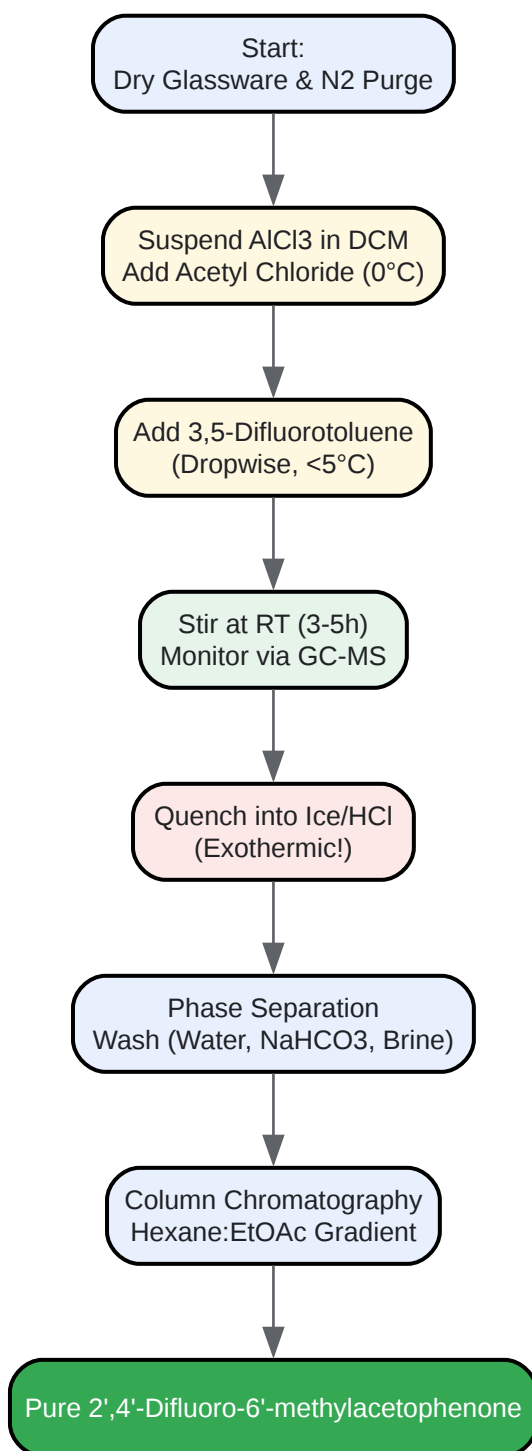 Start:
Dry Glassware & N2 Purge
Suspend AlCl3 in DCM
Add Acetyl Chloride (0°C)
Add 3,5-Difluorotoluene
(Dropwise, <5°C)
Stir at RT (3-5h)
Monitor via GC-MS
Quench into Ice/HCl
(Exothermic!)
Phase Separation
Wash (Water, NaHCO3, Brine)
Column Chromatography
Hexane:EtOAc Gradient
Pure 2',4'-Difluoro-6'-methylacetophenone